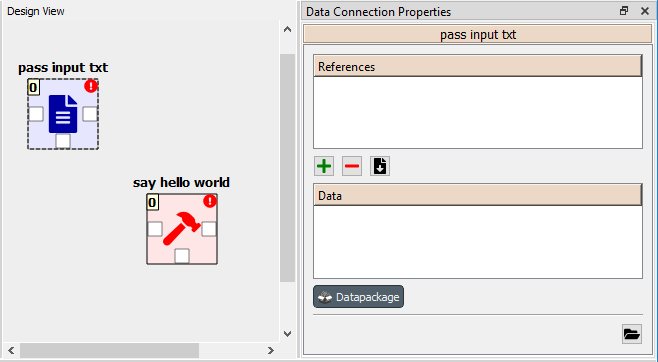 Design View
pass input txt
0
say hello world
0
Data Connection Properties
pass input txt
References
Data
Datapackage